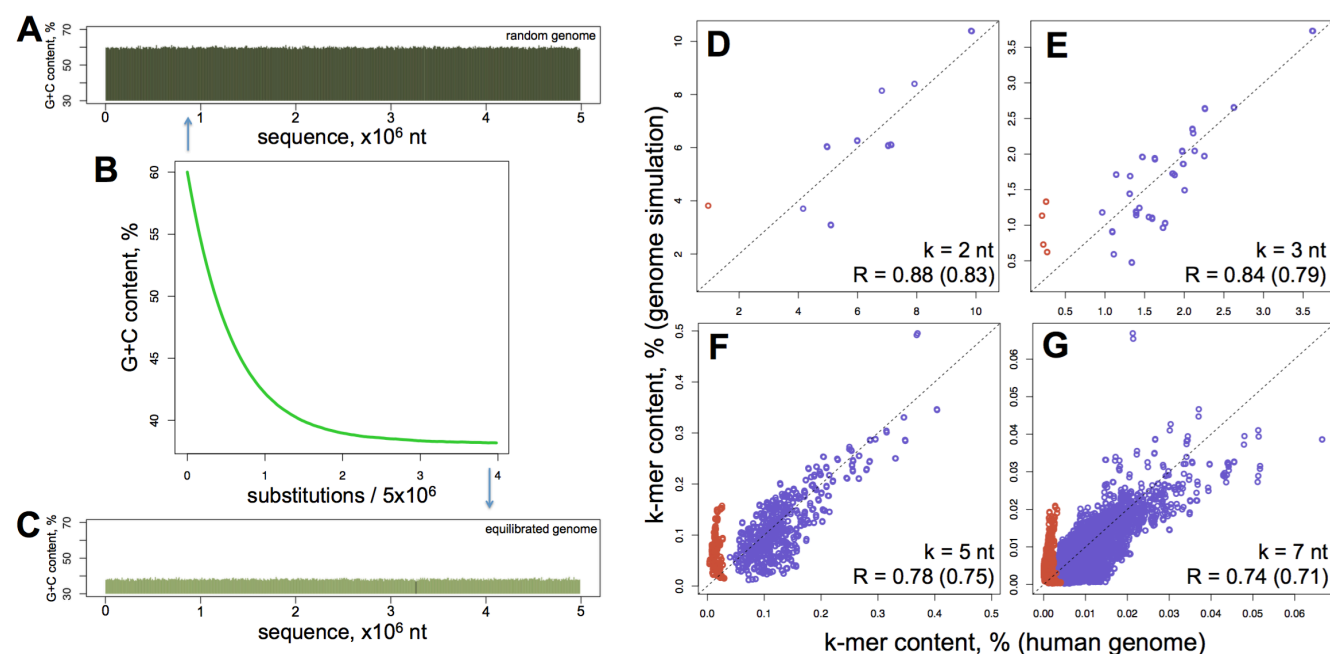 A
G+C content, %
70
50
30
random genome
0 1 2 3 4 5
sequence, x10⁶ nt
B
G+C content, %
60
55
50
45
40
0 1 2 3 4
substitutions / 5x10⁶
C
G+C content, %
70
50
30
equilibrated genome
0 1 2 3 4 5
sequence, x10⁶ nt
k-mer content, % (genome simulation)
D
10
8
6
4
2
k = 2 nt
R = 0.88 (0.83)
2 4 6 8 10
E
3.5
3.0
2.5
2.0
1.5
1.0
0.5
k = 3 nt
R = 0.84 (0.79)
0.5 1.0 1.5 2.0 2.5 3.5
F
0.5
0.4
0.3
0.2
0.1
0.0
k = 5 nt
R = 0.78 (0.75)
0.0 0.1 0.2 0.3 0.4 0.5
G
0.06
0.04
0.03
0.02
0.01
0.00
k = 7 nt
R = 0.74 (0.71)
0.00 0.01 0.02 0.03 0.04 0.06
k-mer content, % (human genome)